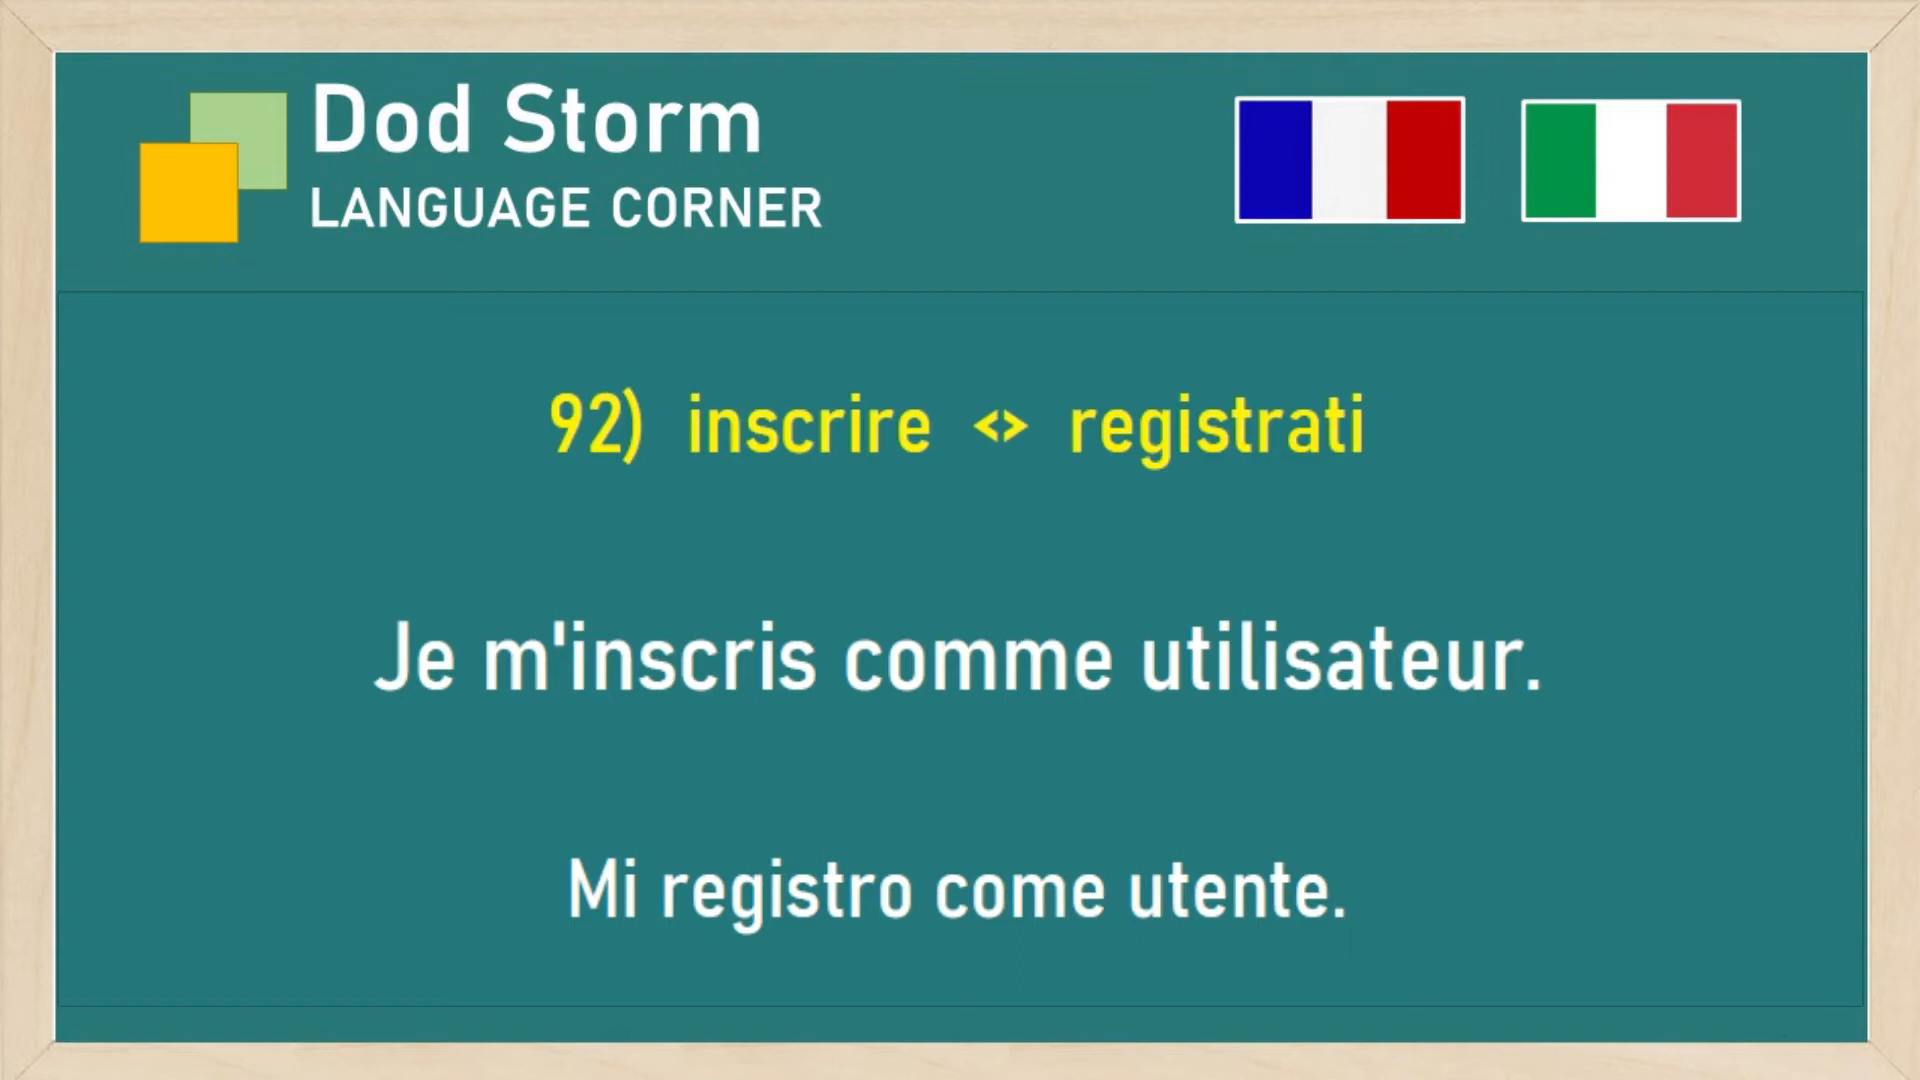 Dod Storm
LANGUAGE CORNER
92) inscrire <> registrati
Je m'inscris comme utilisateur.
Mi registro come utente.